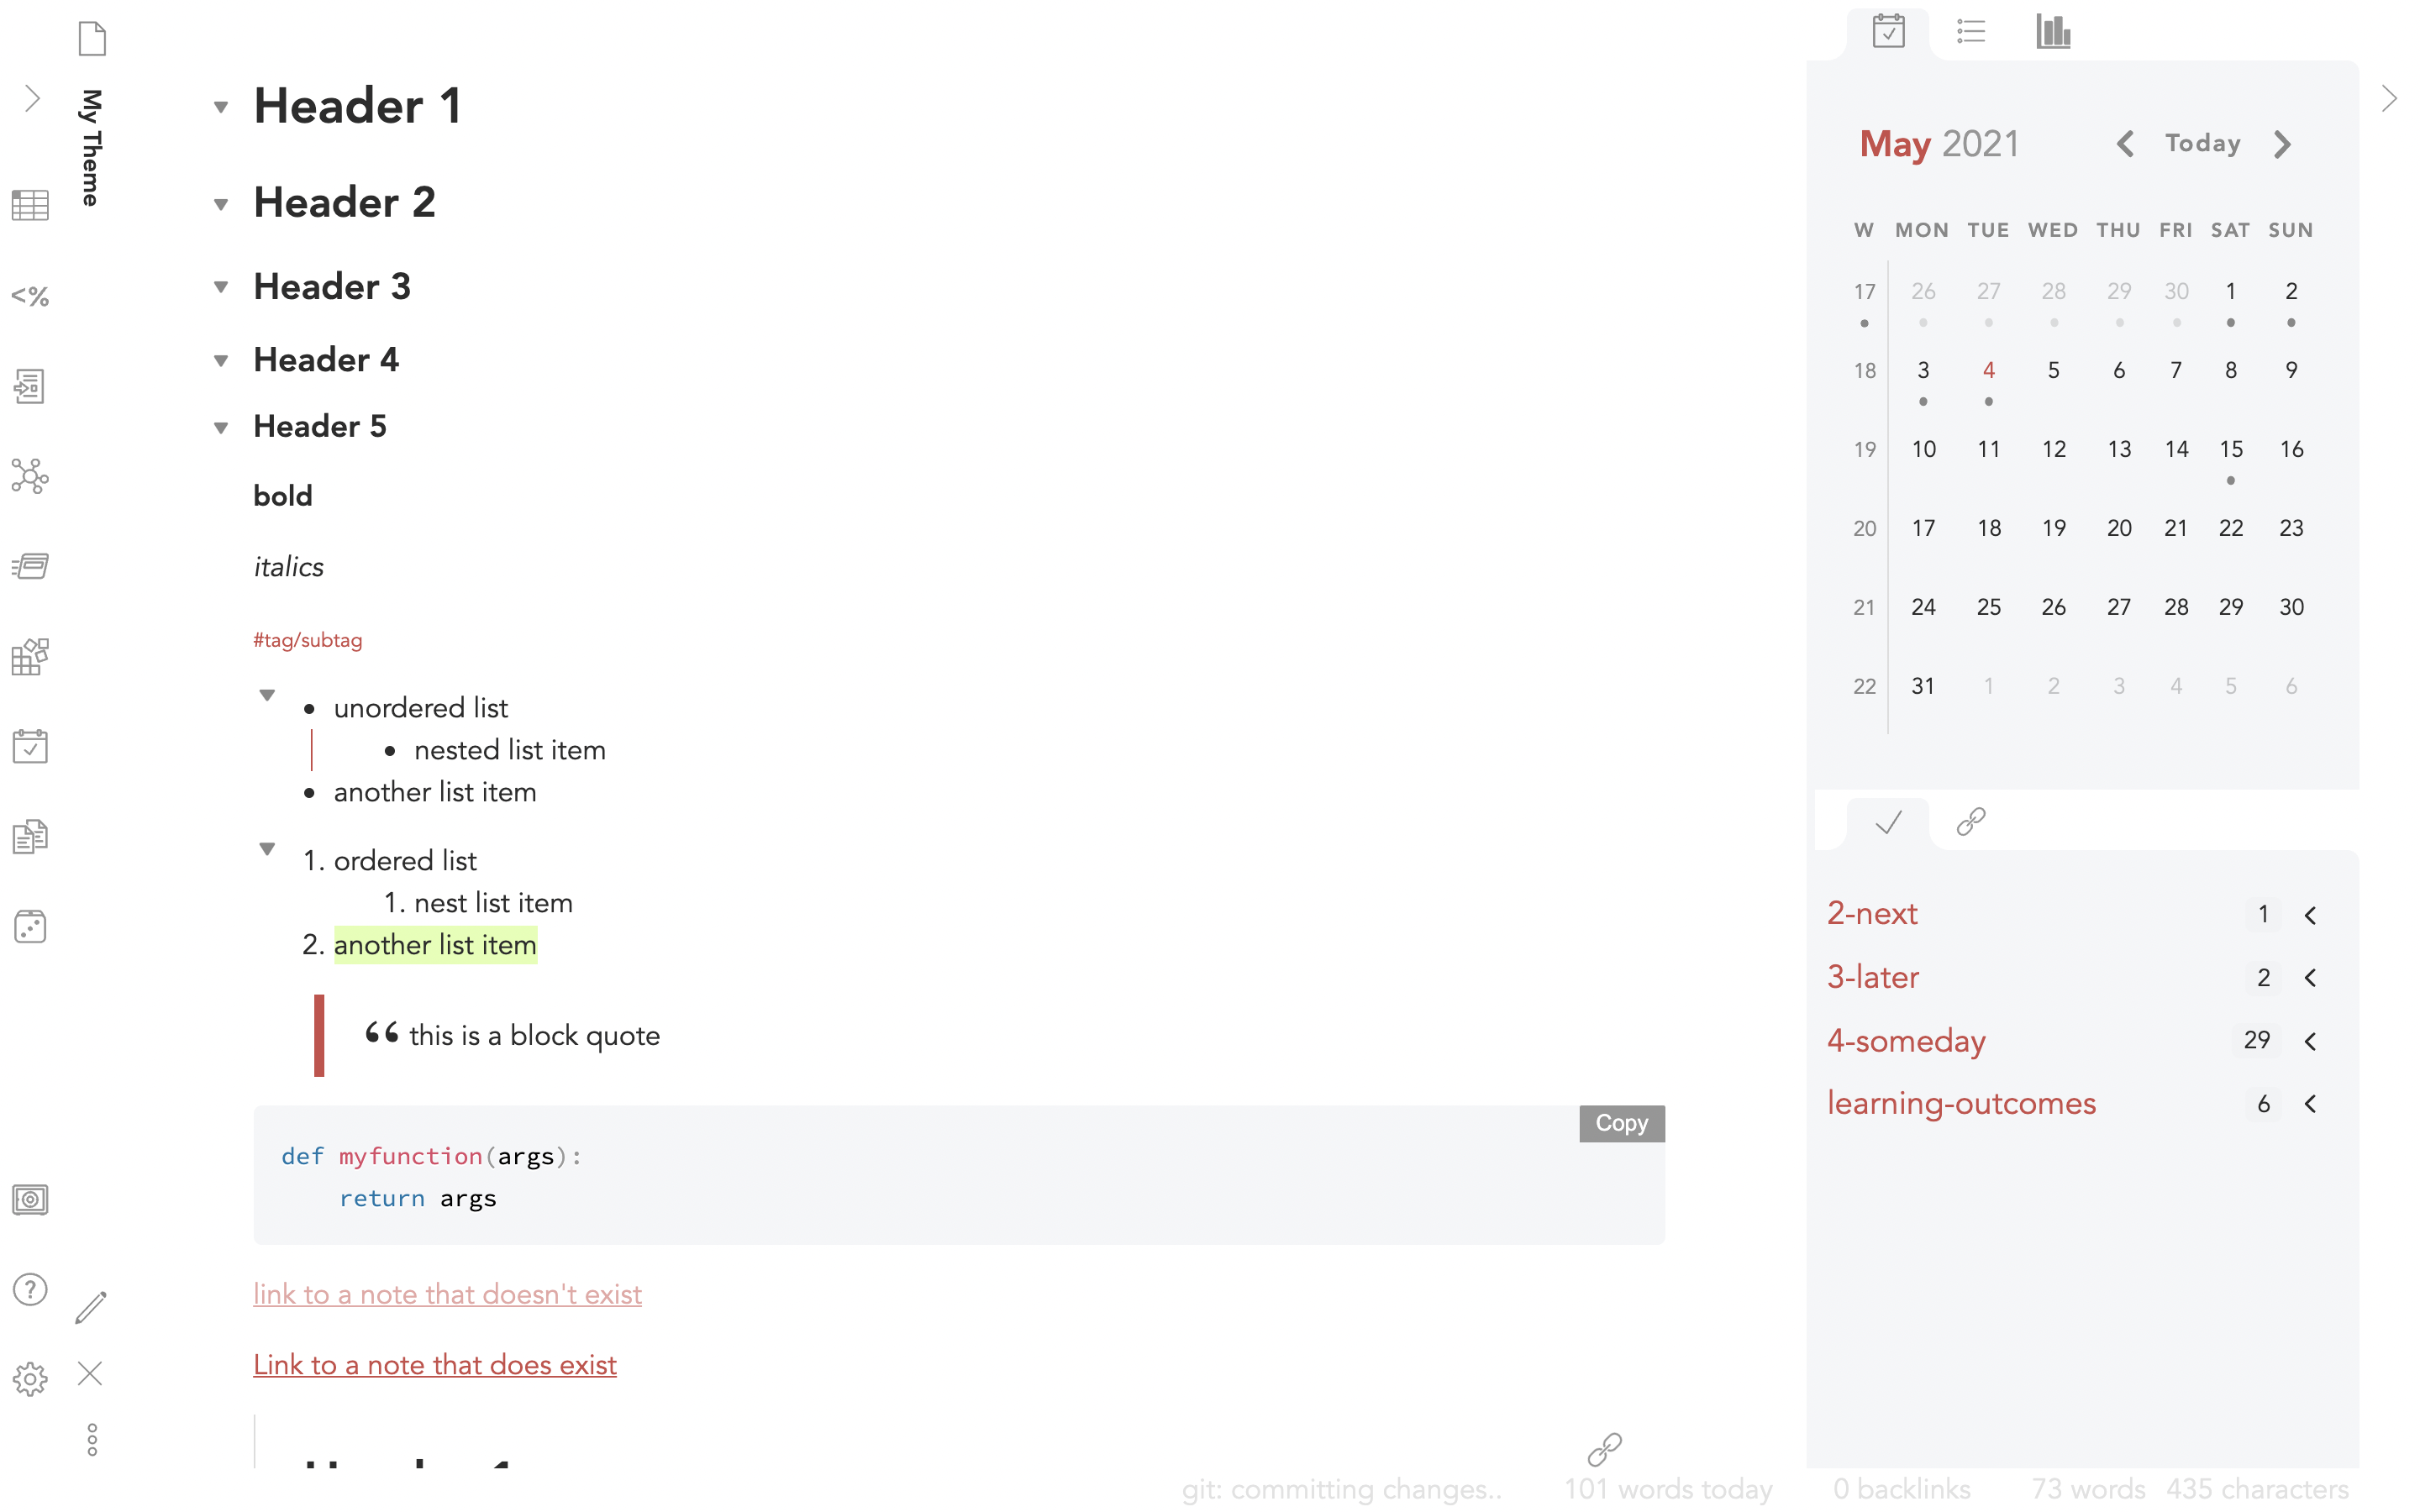 My Theme
<%
Header 1
Header 2
Header 3
Header 4
Header 5
bold
italics
#tag/subtag
• unordered list
• nested list item
• another list item
1. ordered list
1. nest list item
2. another list item
“ this is a block quote
Copy
def myfunction(args):
return args
link to a note that doesn't exist
Link to a note that does exist
Header 1
May 2021
Today
W MON TUE WED THU FRI SAT SUN
17 26 27 28 29 30 1 2
18 3 4 5 6 7 8 9
19 10 11 12 13 14 15 16
20 17 18 19 20 21 22 23
21 24 25 26 27 28 29 30
22 31 1 2 3 4 5 6
2-next 1
3-later 2
4-someday 29
learning-outcomes 6
git: committing changes.. 101 words today 0 backlinks 73 words 435 characters